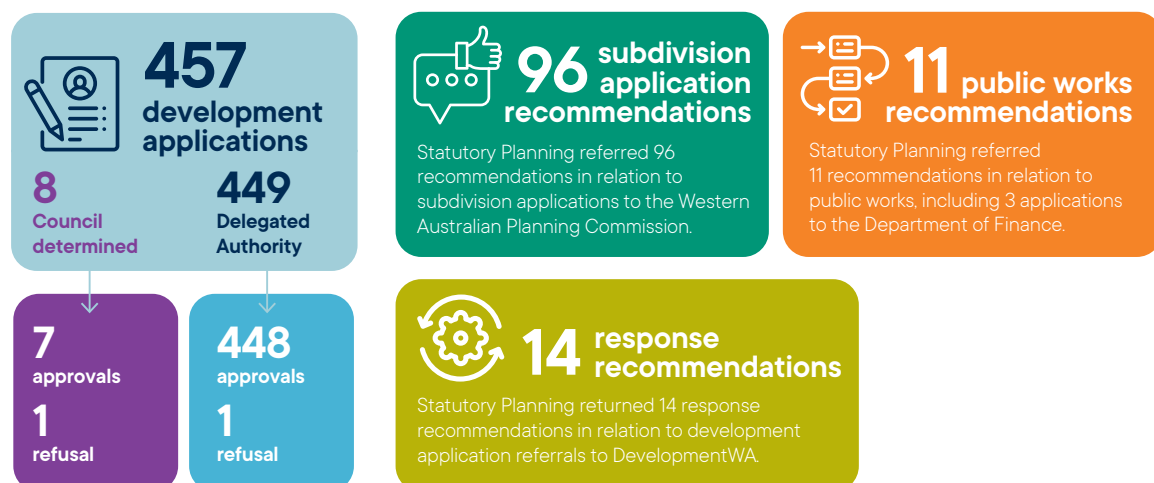 457
development
applications
8
Council
determined
449
Delegated
Authority
7
approvals
1
refusal
448
approvals
1
refusal
96 subdivision
application
recommendations
Statutory Planning referred 96
recommendations in relation to
subdivision applications to the Western
Australian Planning Commission.
11 public works
recommendations
Statutory Planning referred
11 recommendations in relation to
public works, including 3 applications
to the Department of Finance.
14 response
recommendations
Statutory Planning returned 14 response
recommendations in relation to development
application referrals to DevelopmentWA.